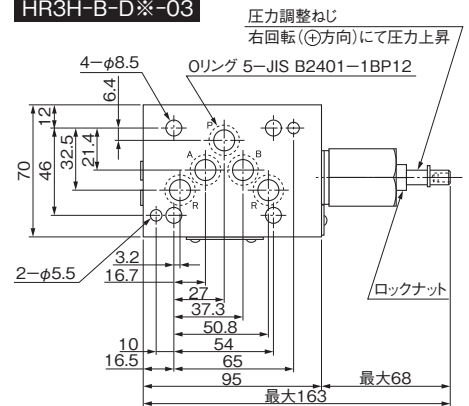 HR3H-B-D※-03
圧力調整ねじ
右回転(⊕方向)にて圧力上昇
4-φ8.5
Oリング 5-JIS B2401-1BP12
6.4
12
21.4
32.5
46
70
P
A
B
R
R
2-φ5.5
ロックナット
3.2
16.7
27
37.3
50.8
10
54
16.5
65
95
最大68
最大163